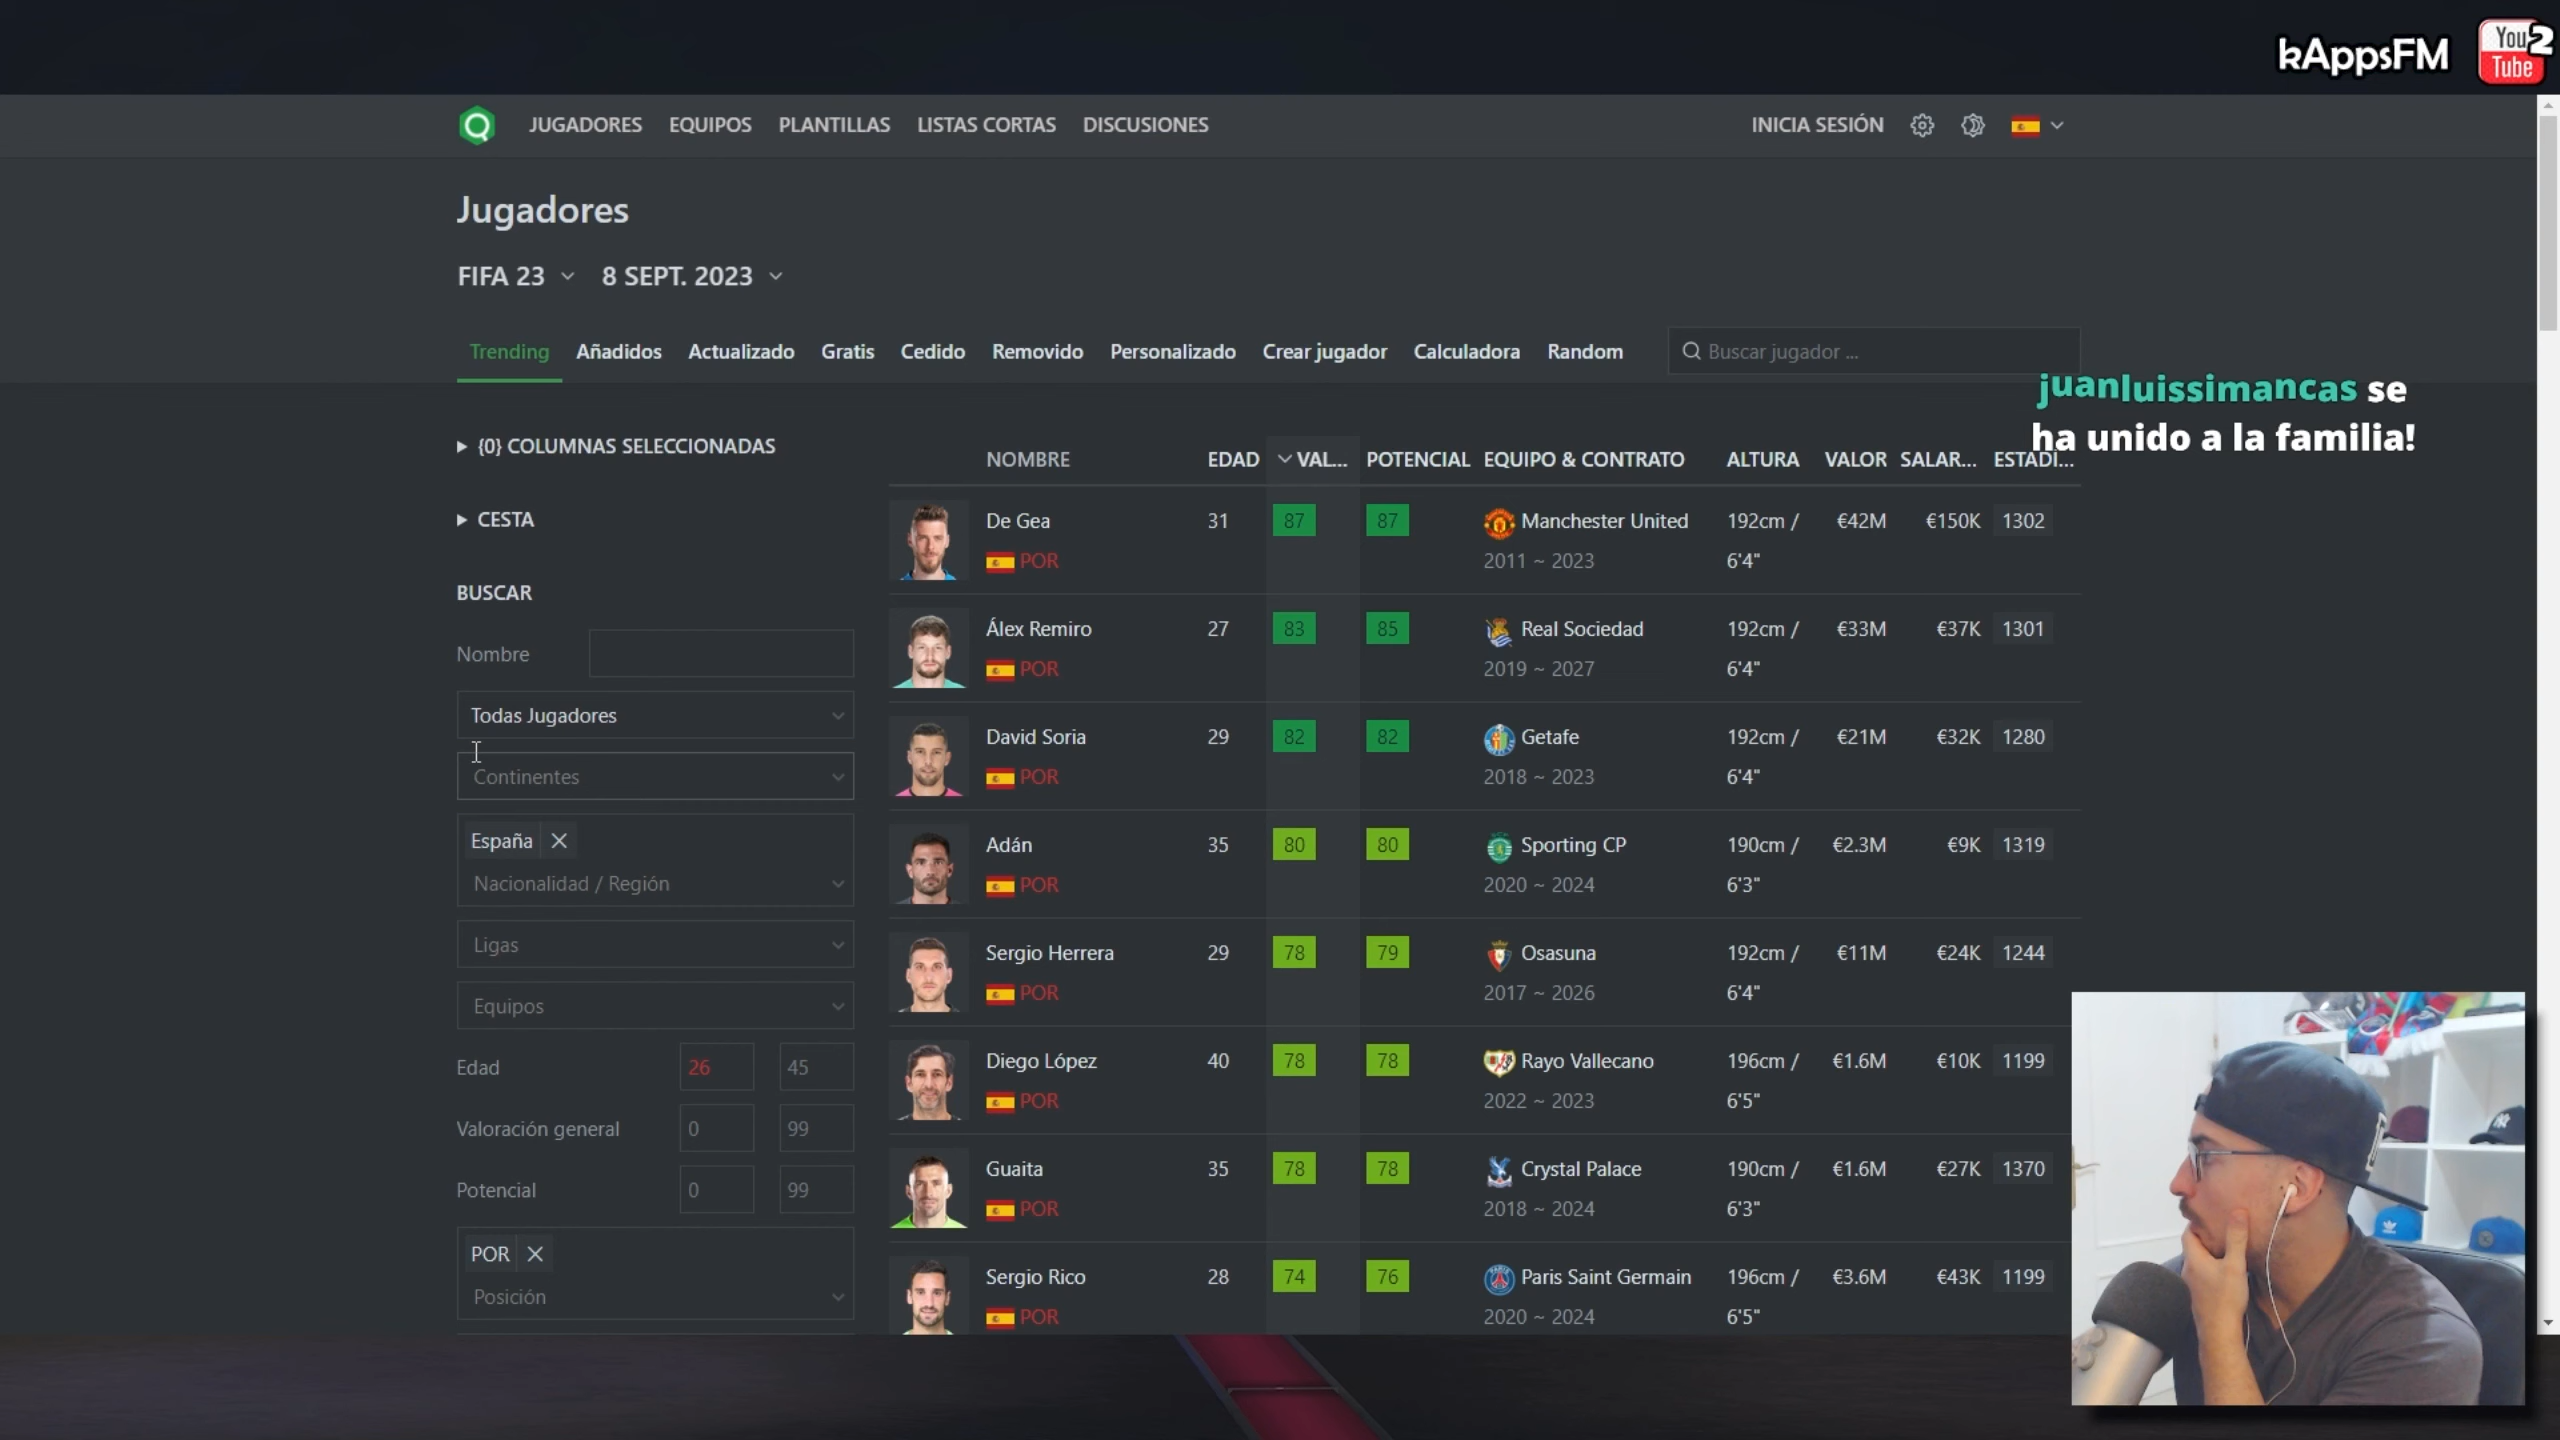 kAppsFM
You2
Tube
JUGADORES EQUIPOS PLANTILLAS LISTAS CORTAS DISCUSIONES INICIA SESIÓN
Jugadores
FIFA 23 8 SEPT. 2023
Trending Añadidos Actualizado Gratis Cedido Removido Personalizado Crear jugador Calculadora Random Buscar jugador ...
juanluissimancas se
ha unido a la familia!
{0} COLUMNAS SELECCIONADAS
CESTA
BUSCAR
Nombre
Todas Jugadores
Continentes
España
Nacionalidad / Región
Ligas
Equipos
Edad 26 45
Valoración general 0 99
Potencial 0 99
POR
Posición
NOMBRE EDAD VAL... POTENCIAL EQUIPO & CONTRATO ALTURA VALOR SALAR... ESTADI...
De Gea 31 87 87 Manchester United 192cm / €42M €150K 1302
POR 2011 ~ 2023 6'4"
Álex Remiro 27 83 85 Real Sociedad 192cm / €33M €37K 1301
POR 2019 ~ 2027 6'4"
David Soria 29 82 82 Getafe 192cm / €21M €32K 1280
POR 2018 ~ 2023 6'4"
Adán 35 80 80 Sporting CP 190cm / €2.3M €9K 1319
POR 2020 ~ 2024 6'3"
Sergio Herrera 29 78 79 Osasuna 192cm / €11M €24K 1244
POR 2017 ~ 2026 6'4"
Diego López 40 78 78 Rayo Vallecano 196cm / €1.6M €10K 1199
POR 2022 ~ 2023 6'5"
Guaita 35 78 78 Crystal Palace 190cm / €1.6M €27K 1370
POR 2018 ~ 2024 6'3"
Sergio Rico 28 74 76 Paris Saint Germain 196cm / €3.6M €43K 1199
POR 2020 ~ 2024 6'5"